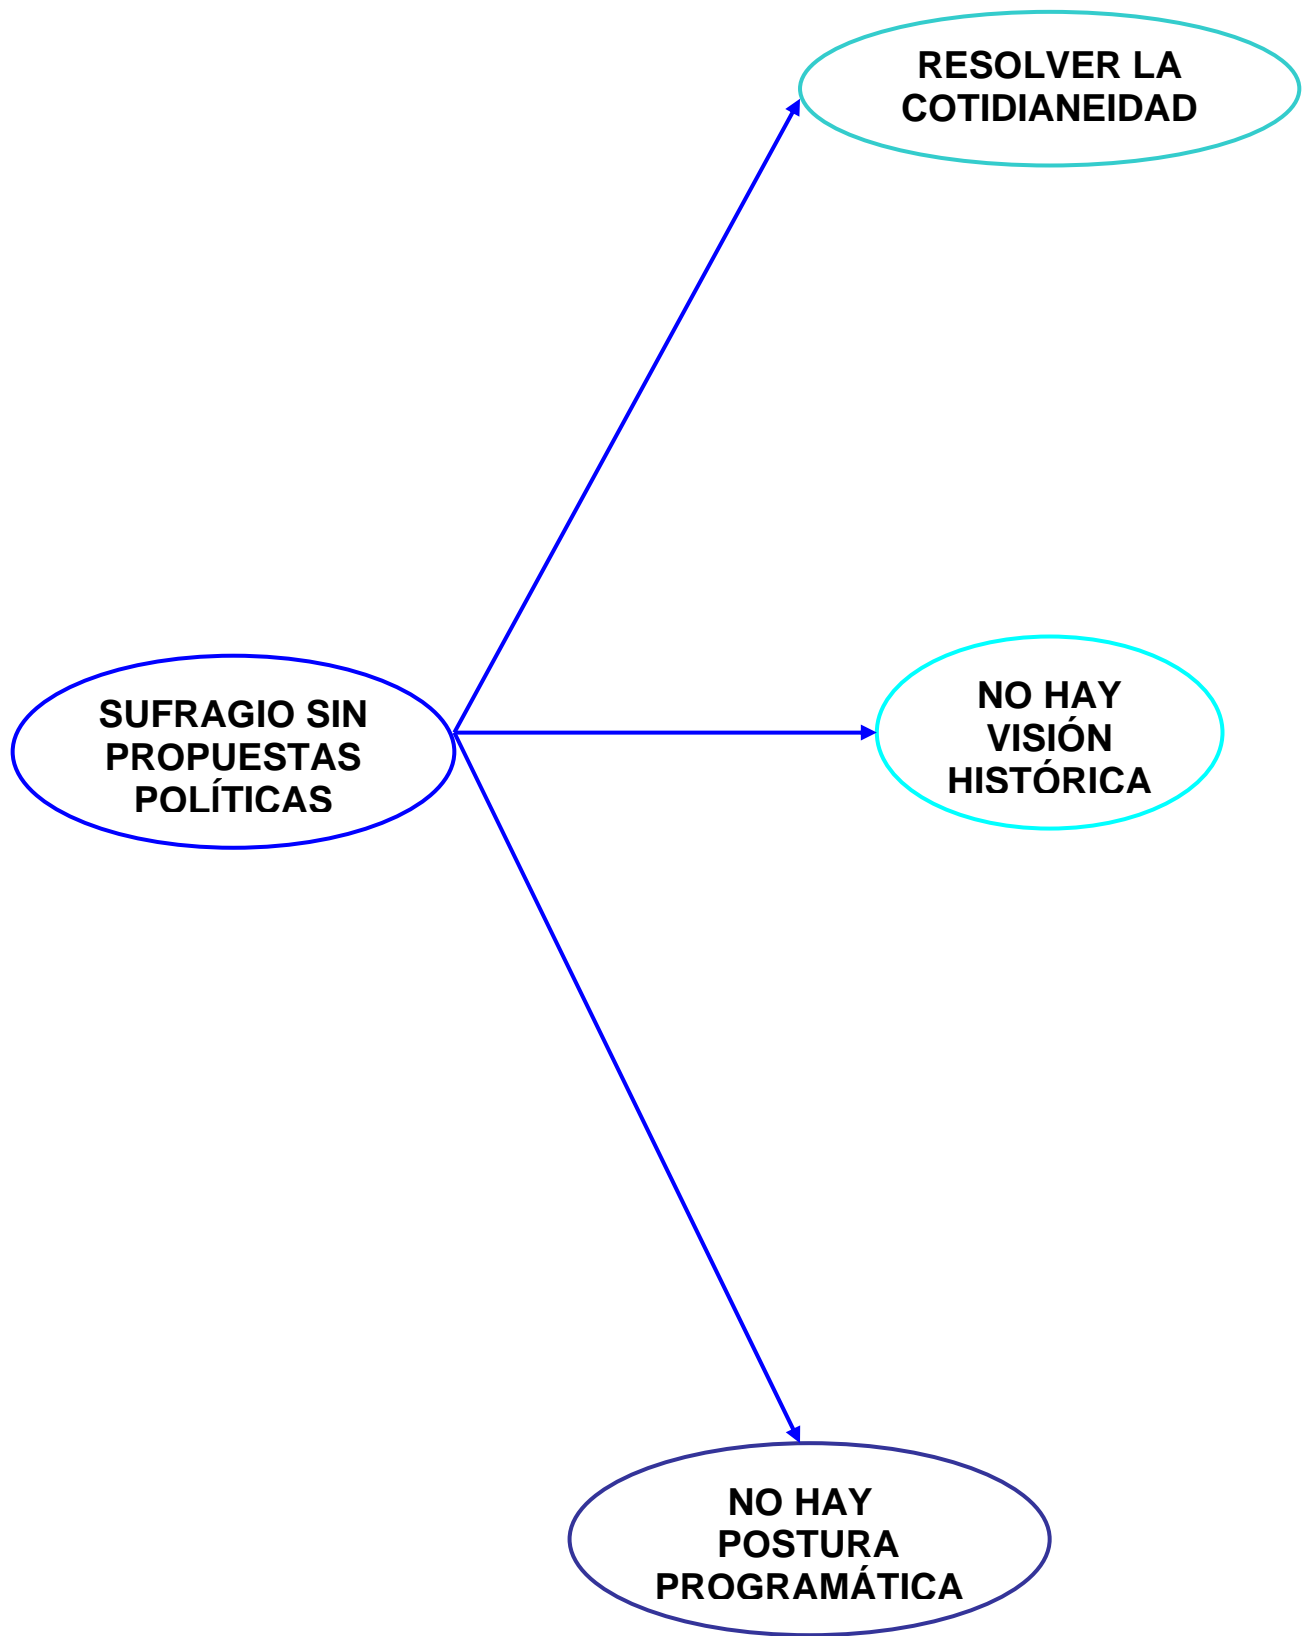 RESOLVER LA
COTIDIANEIDAD
SUFRAGIO SIN
PROPUESTAS
POLÍTICAS
NO HAY
VISIÓN
HISTÓRICA
NO HAY
POSTURA
PROGRAMÁTICA